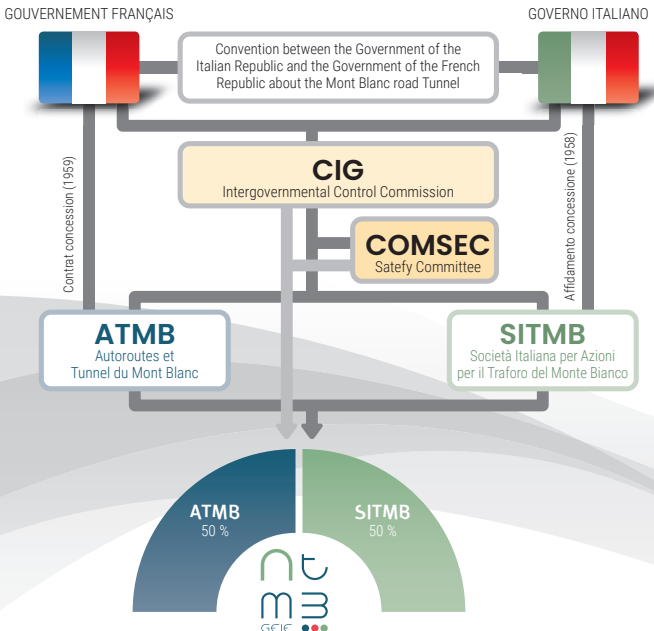 GOUVERNEMENT FRANÇAIS
GOVERNO ITALIANO
Convention between the Government of the
Italian Republic and the Government of the French
Republic about the Mont Blanc road Tunnel
Contrat concession (1959)
Affidamento concessione (1958)
CIG
Intergovernmental Control Commission
COMSEC
Satefy Committee
ATMB
Autoroutes et
Tunnel du Mont Blanc
SITMB
Società Italiana per Azioni
per il Traforo del Monte Bianco
ATMB
50 %
SITMB
50 %
tmb
GEIE